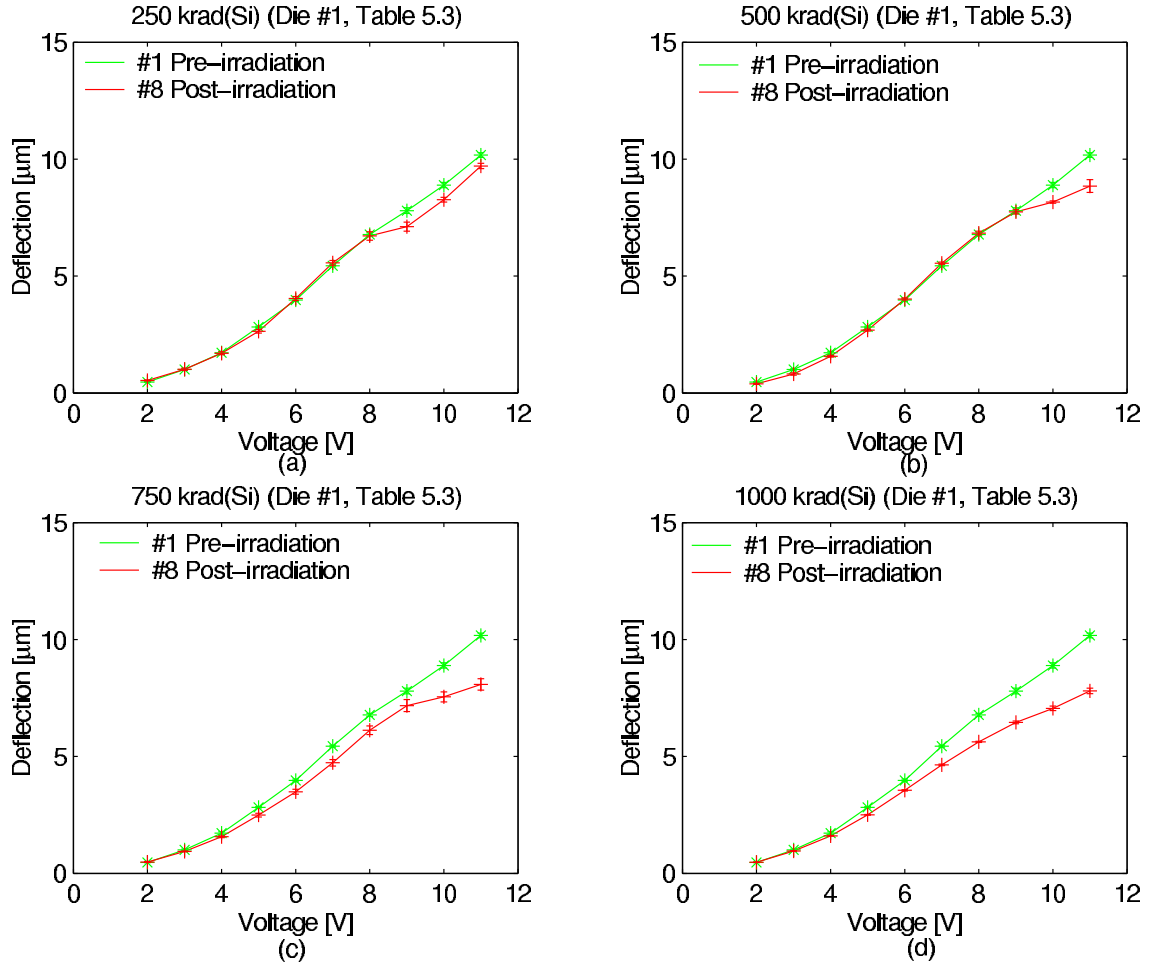 250 krad(Si) (Die #1, Table 5.3)
#1 Pre−irradiation
#8 Post−irradiation
15
10
5
0
Deflection [µm]
0 2 4 6 8 10 12
Voltage [V]
(a)
500 krad(Si) (Die #1, Table 5.3)
#1 Pre−irradiation
#8 Post−irradiation
15
10
5
0
Deflection [µm]
0 2 4 6 8 10 12
Voltage [V]
(b)
750 krad(Si) (Die #1, Table 5.3)
#1 Pre−irradiation
#8 Post−irradiation
15
10
5
0
Deflection [µm]
0 2 4 6 8 10 12
Voltage [V]
(c)
1000 krad(Si) (Die #1, Table 5.3)
#1 Pre−irradiation
#8 Post−irradiation
15
10
5
0
Deflection [µm]
0 2 4 6 8 10 12
Voltage [V]
(d)